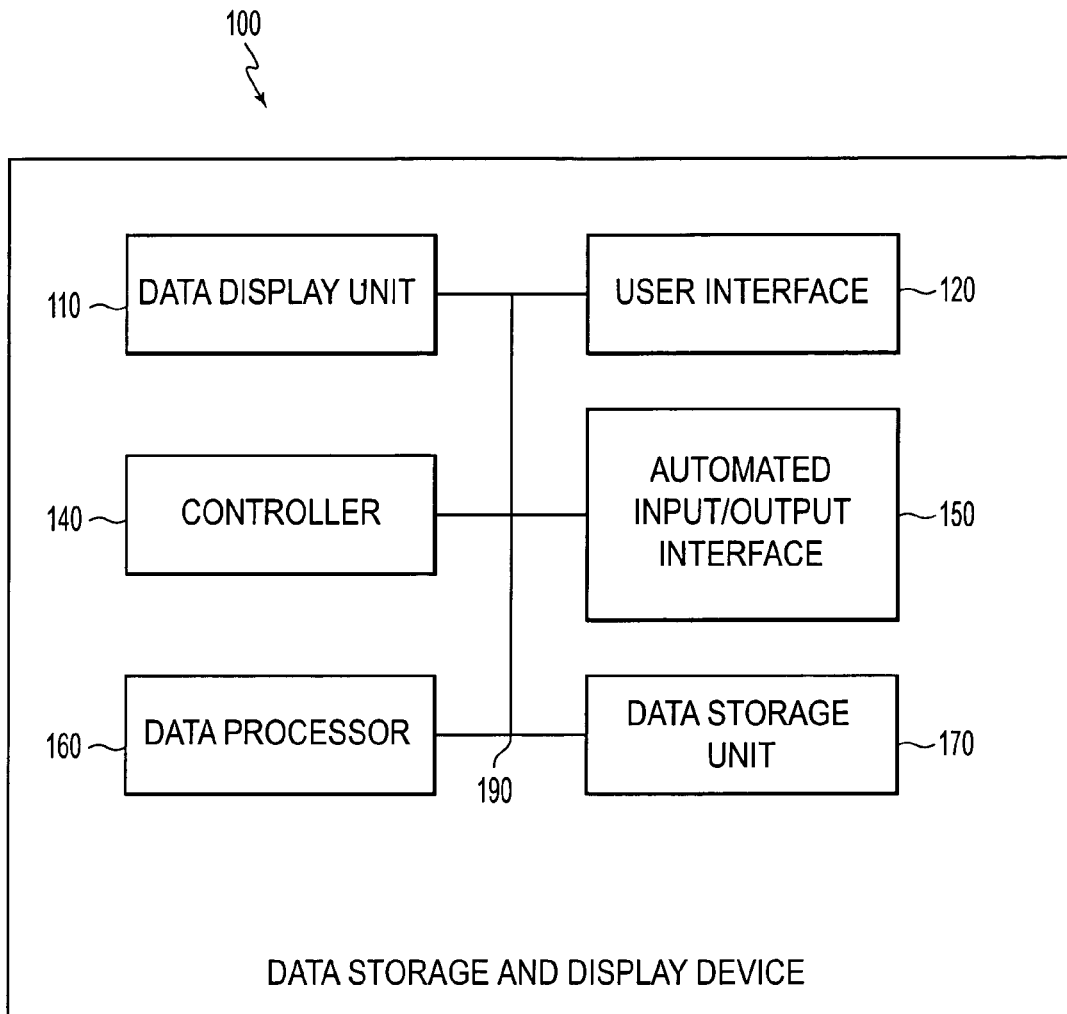 100
DATA DISPLAY UNIT
110
USER INTERFACE
120
CONTROLLER
140
AUTOMATED
INPUT/OUTPUT
INTERFACE
150
DATA PROCESSOR
160
DATA STORAGE
UNIT
170
190
DATA STORAGE AND DISPLAY DEVICE